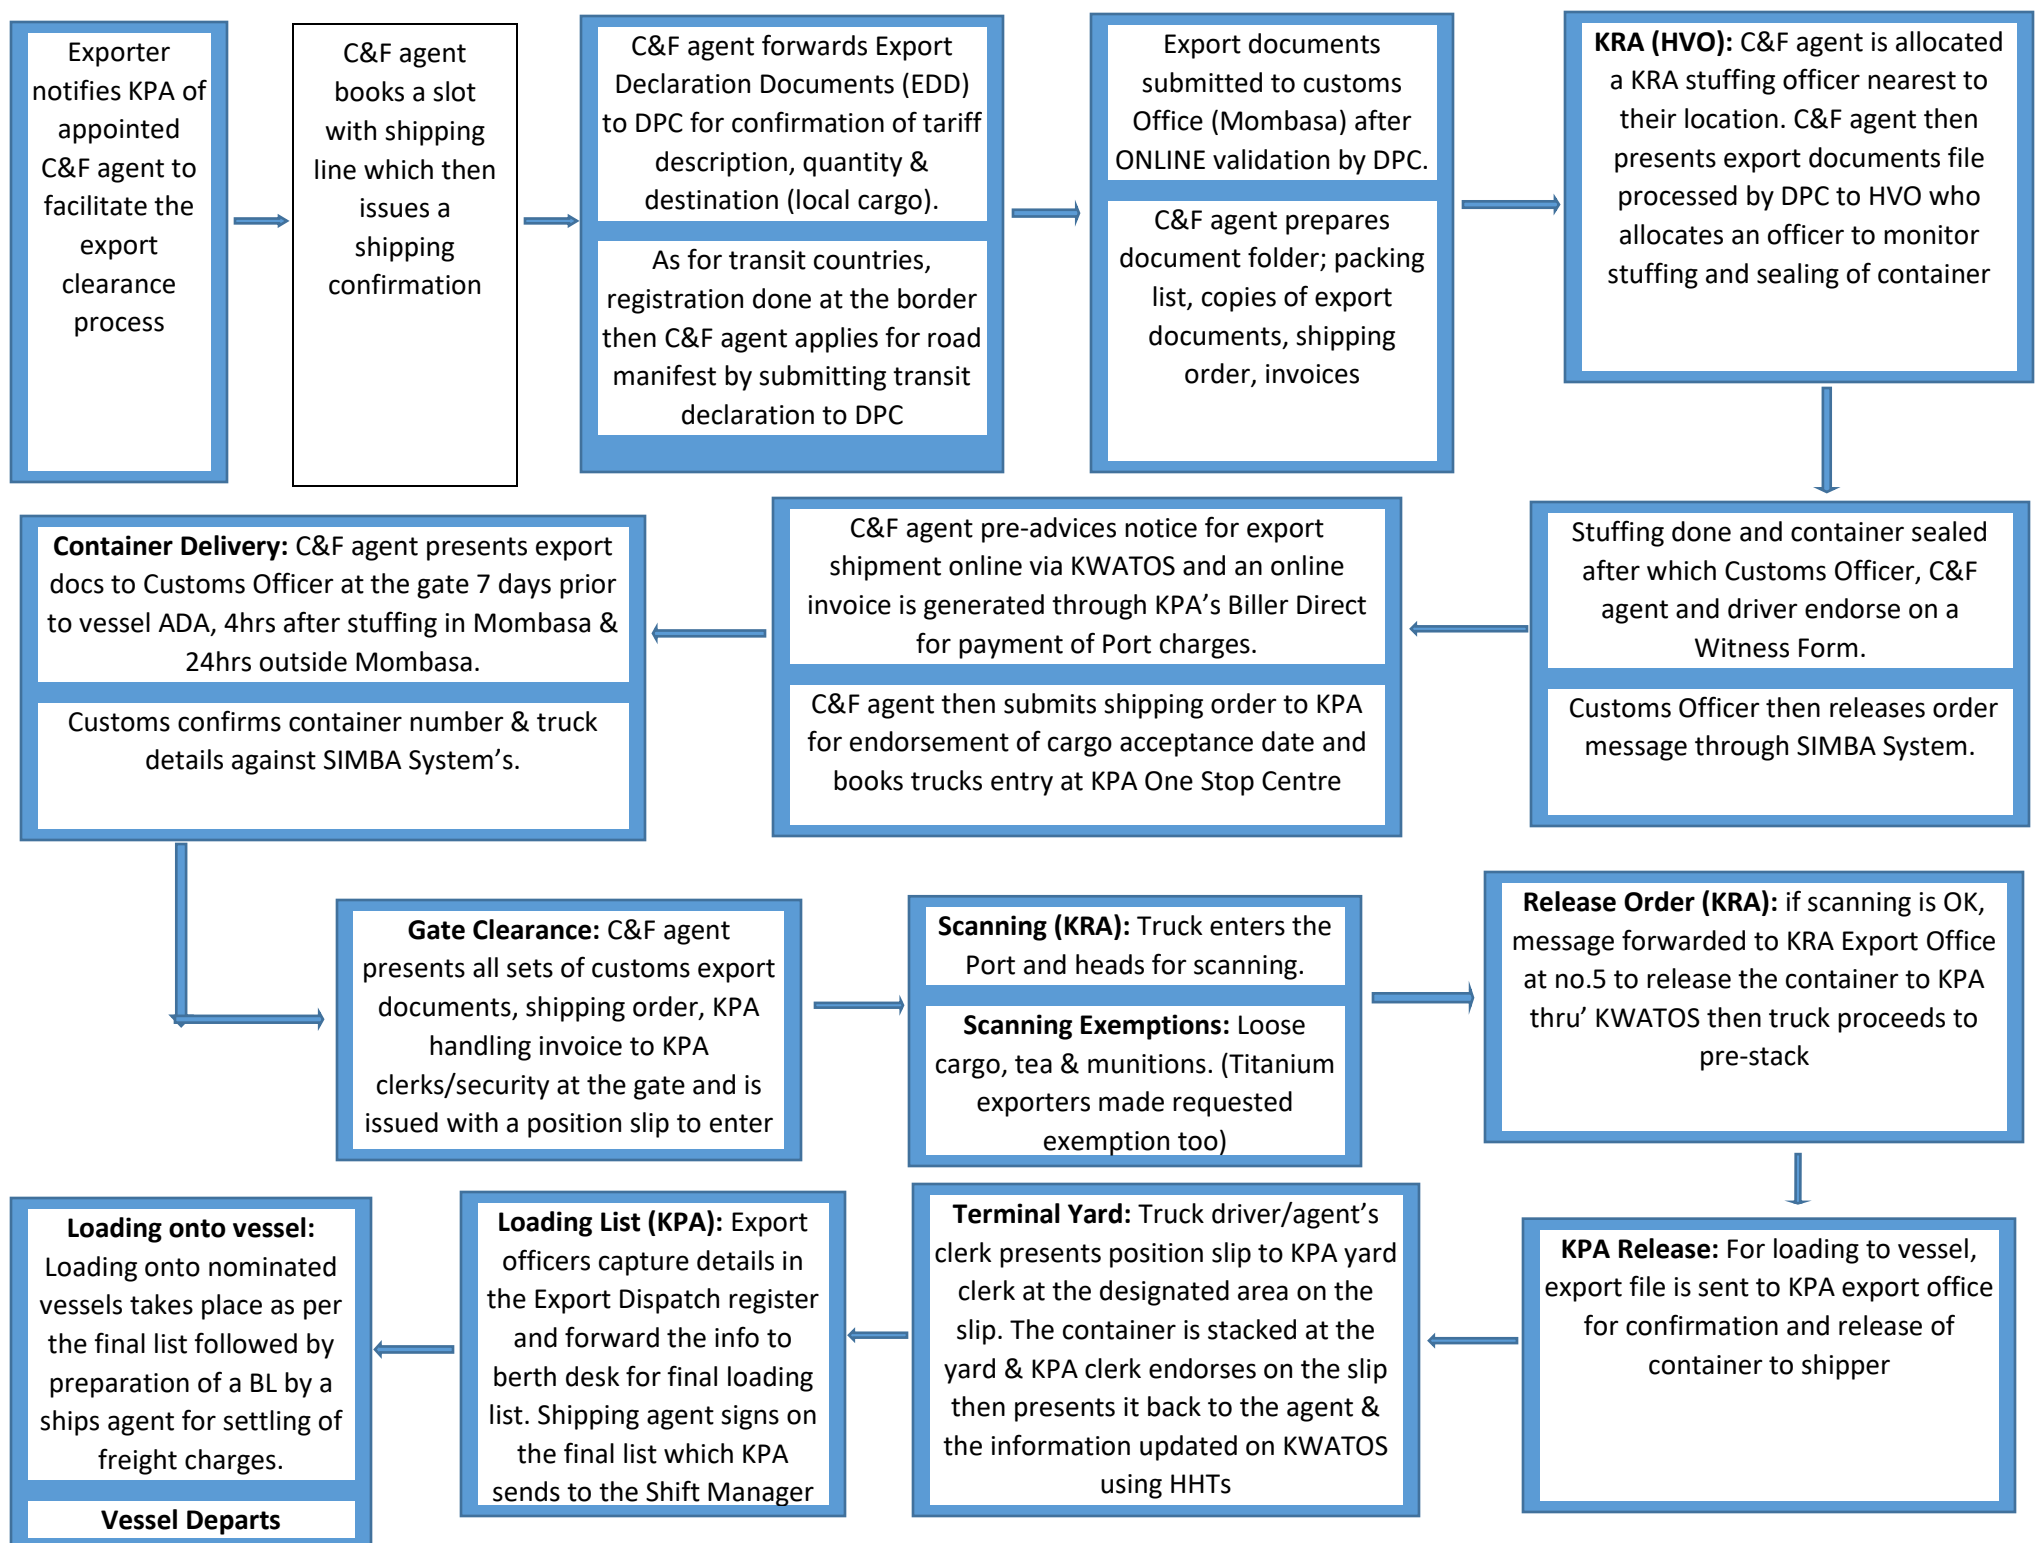 Exporter
notifies KPA of
appointed
C&F agent to
facilitate the
export
clearance
process
C&F agent
books a slot
with shipping
line which then
issues a
shipping
confirmation
C&F agent forwards Export
Declaration Documents (EDD)
to DPC for confirmation of tariff
description, quantity &
destination (local cargo).
As for transit countries,
registration done at the border
then C&F agent applies for road
manifest by submitting transit
declaration to DPC
Export documents
submitted to customs
Office (Mombasa) after
ONLINE validation by DPC.
C&F agent prepares
document folder; packing
list, copies of export
documents, shipping
order, invoices
KRA (HVO): C&F agent is allocated
a KRA stuffing officer nearest to
their location. C&F agent then
presents export documents file
processed by DPC to HVO who
allocates an officer to monitor
stuffing and sealing of container
Stuffing done and container sealed
after which Customs Officer, C&F
agent and driver endorse on a
Witness Form.
Customs Officer then releases order
message through SIMBA System.
C&F agent pre-advices notice for export
shipment online via KWATOS and an online
invoice is generated through KPA's Biller Direct
for payment of Port charges.
C&F agent then submits shipping order to KPA
for endorsement of cargo acceptance date and
books trucks entry at KPA One Stop Centre
Container Delivery: C&F agent presents export
docs to Customs Officer at the gate 7 days prior
to vessel ADA, 4hrs after stuffing in Mombasa &
24hrs outside Mombasa.
Customs confirms container number & truck
details against SIMBA System's.
Gate Clearance: C&F agent
presents all sets of customs export
documents, shipping order, KPA
handling invoice to KPA
clerks/security at the gate and is
issued with a position slip to enter
Scanning (KRA): Truck enters the
Port and heads for scanning.
Scanning Exemptions: Loose
cargo, tea & munitions. (Titanium
exporters made requested
exemption too)
Release Order (KRA): if scanning is OK,
message forwarded to KRA Export Office
at no.5 to release the container to KPA
thru' KWATOS then truck proceeds to
pre-stack
KPA Release: For loading to vessel,
export file is sent to KPA export office
for confirmation and release of
container to shipper
Terminal Yard: Truck driver/agent's
clerk presents position slip to KPA yard
clerk at the designated area on the
slip. The container is stacked at the
yard & KPA clerk endorses on the slip
then presents it back to the agent &
the information updated on KWATOS
using HHTs
Loading List (KPA): Export
officers capture details in
the Export Dispatch register
and forward the info to
berth desk for final loading
list. Shipping agent signs on
the final list which KPA
sends to the Shift Manager
Loading onto vessel:
Loading onto nominated
vessels takes place as per
the final list followed by
preparation of a BL by a
ships agent for settling of
freight charges.
Vessel Departs